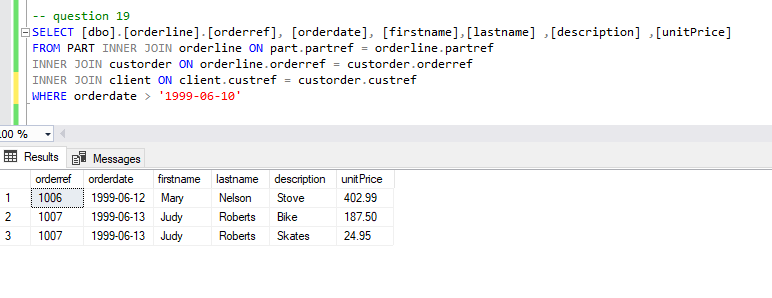 -- question 19
SELECT [dbo].[orderline].[orderref], [orderdate], [firstname],[lastname] ,[description] ,[unitPrice]
FROM PART INNER JOIN orderline ON part.partref = orderline.partref
INNER JOIN custorder ON orderline.orderref = custorder.orderref
INNER JOIN client ON client.custref = custorder.custref
WHERE orderdate > '1999-06-10'
.00 %
Results Messages
orderref orderdate firstname lastname description unitPrice
1 1006 1999-06-12 Mary Nelson Stove 402.99
2 1007 1999-06-13 Judy Roberts Bike 187.50
3 1007 1999-06-13 Judy Roberts Skates 24.95